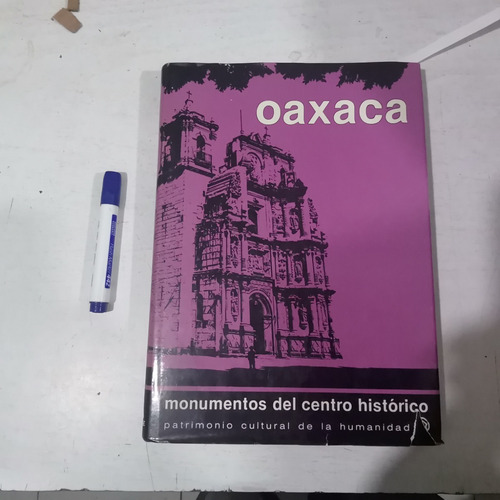 oaxaca
monumentos del centro histórico
patrimonio cultural de la humanidad